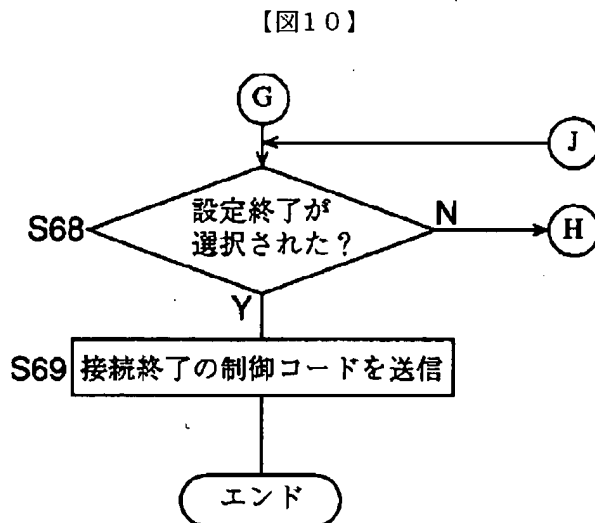 【図10】
G
J
設定終了が
選択された?
S68
N
H
Y
S69 接続終了の制御コードを送信
エンド